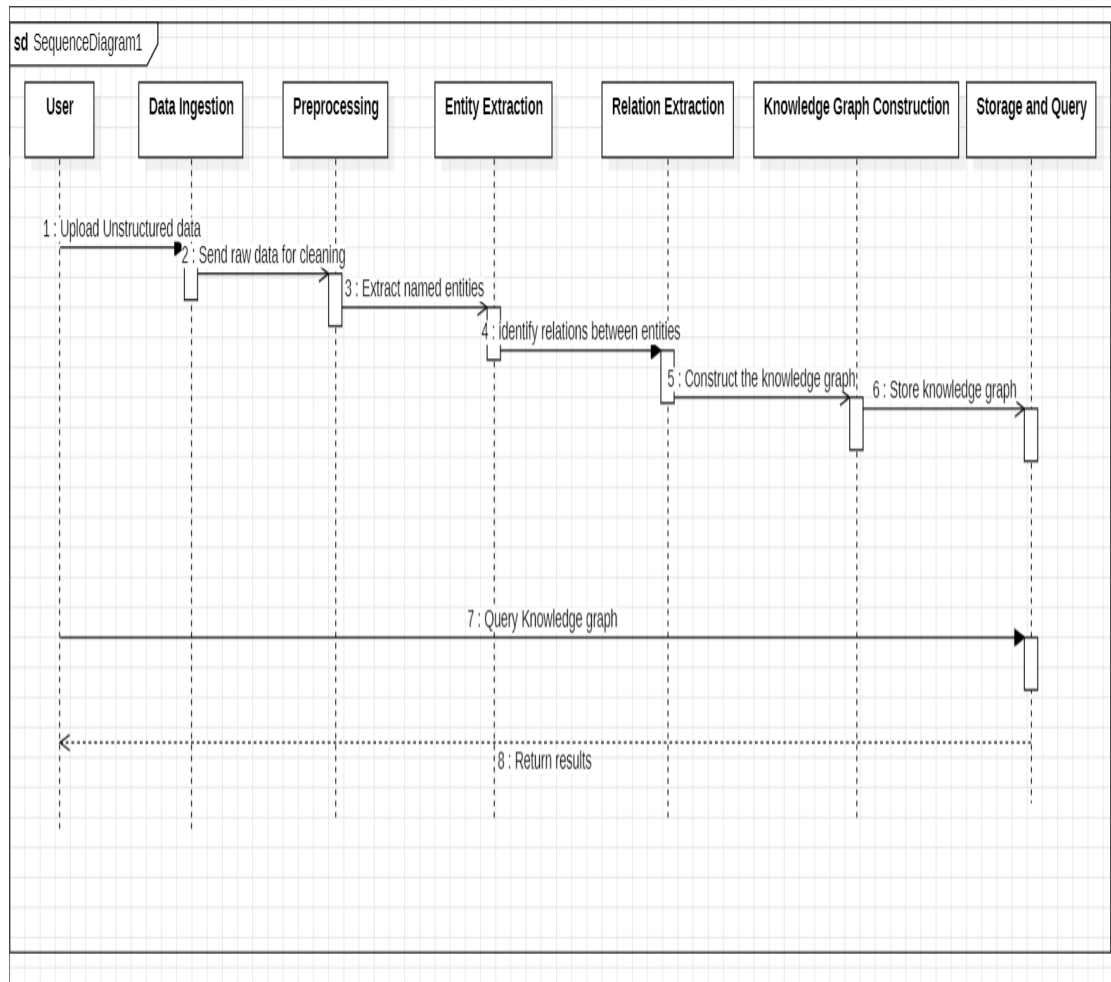 sd SequenceDiagram1
User
Data Ingestion
Preprocessing
Entity Extraction
Relation Extraction
Knowledge Graph Construction
Storage and Query
1 : Upload Unstructured data
2 : Send raw data for cleaning
3 : Extract named entities
4 : identify relations between entities
5 : Construct the knowledge graph
6 : Store knowledge graph
7 : Query Knowledge graph
8 : Return results